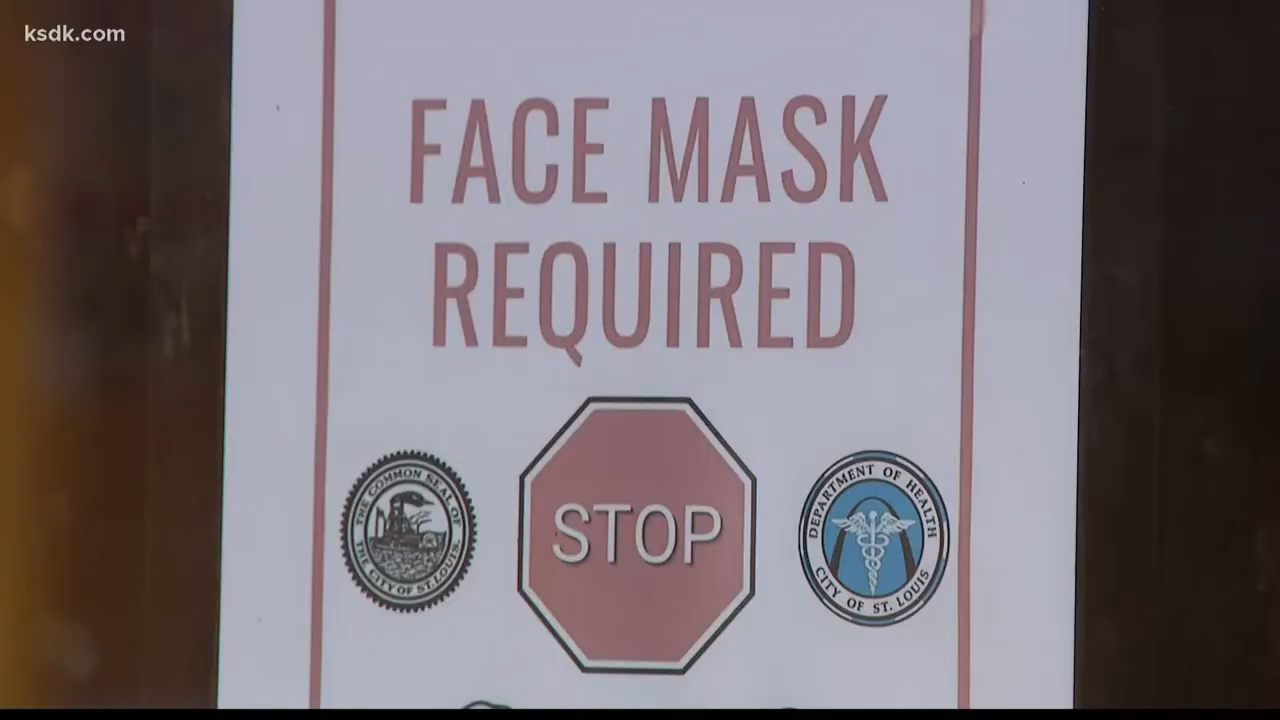 ksdk.com
FACE MASK
REQUIRED
THE COMMON SEAL OF
THE CITY OF ST. LOUIS.
STOP
DEPARTMENT OF HEALTH
CITY OF ST. LOUIS